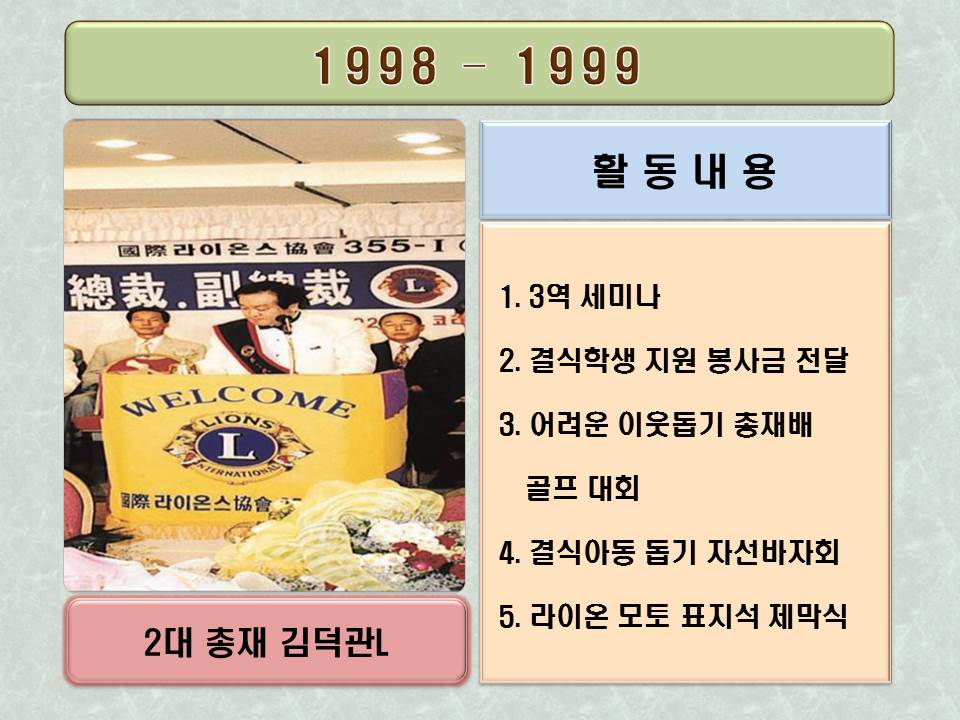 1998 - 1999
國際라이온스協會 355-I
總裁.副總裁
LIONS
L
INTERNATIONAL
코리
WELCOME
LIONS
L
INTERNATIONAL
國際라이온스協會
2대 총재 김덕관L
활동내용
1. 3역 세미나
2. 결식학생 지원 봉사금 전달
3. 어려운 이웃돕기 총재배
골프 대회
4. 결식아동 돕기 자선바자회
5. 라이온 모토 표지석 제막식